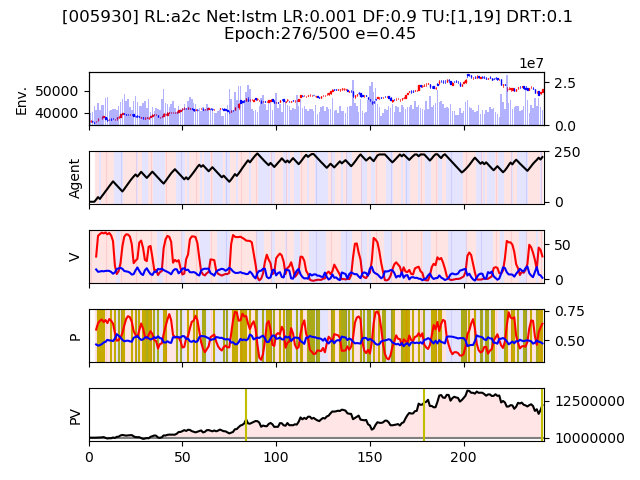 [005930] RL:a2c Net:lstm LR:0.001 DF:0.9 TU:[1,19] DRT:0.1
Epoch:276/500 e=0.45
1e7
Env.
50000
40000
2.5
0.0
Agent
250
0
V
50
0
P
0.75
0.50
PV
12500000
10000000
0 50 100 150 200